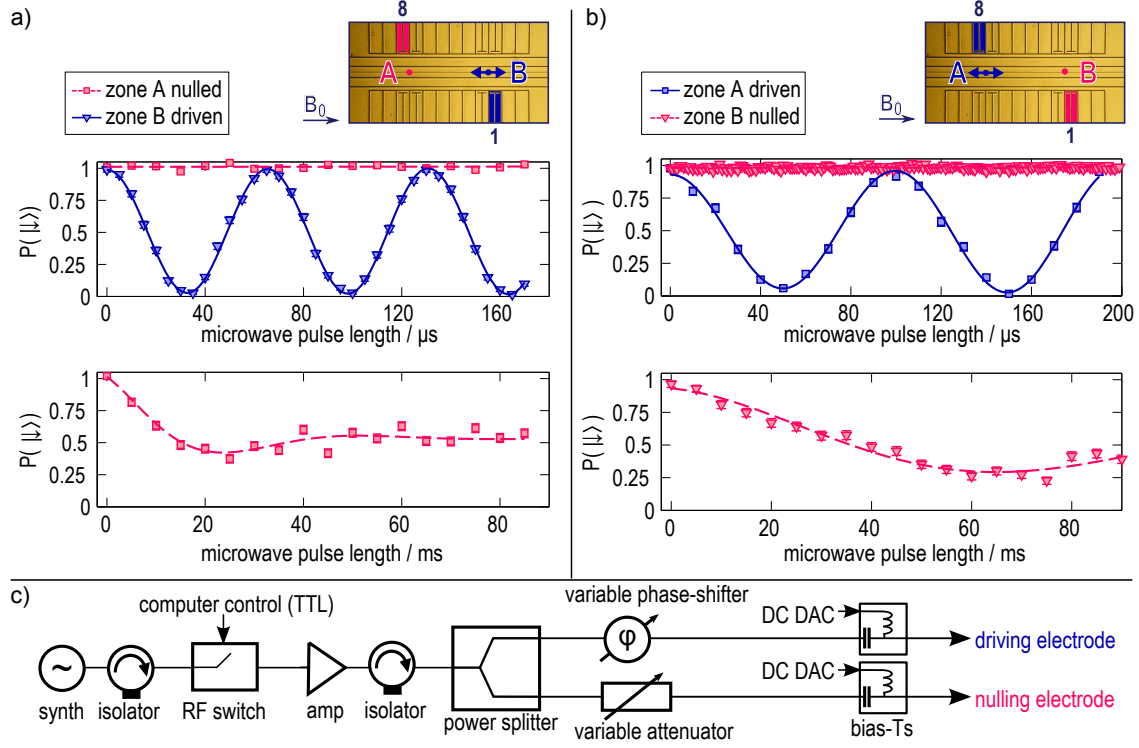 a)
8
A
B
B₀
1
zone A nulled
zone B driven
P( |↓⟩ )
1
0.75
0.5
0.25
0
0 40 80 120 160
microwave pulse length / µs
P( |↓⟩ )
1
0.75
0.5
0.25
0
0 20 40 60 80
microwave pulse length / ms
b)
8
A
B
B₀
1
zone A driven
zone B nulled
P( |↓⟩ )
1
0.75
0.5
0.25
0
0 40 80 120 160 200
microwave pulse length / µs
P( |↓⟩ )
1
0.75
0.5
0.25
0
0 20 40 60 80
microwave pulse length / ms
c)
computer control (TTL)
variable phase-shifter
DC DAC
~
φ
driving electrode
DC DAC
nulling electrode
synth
isolator
RF switch
amp
isolator
power splitter
variable attenuator
bias-Ts